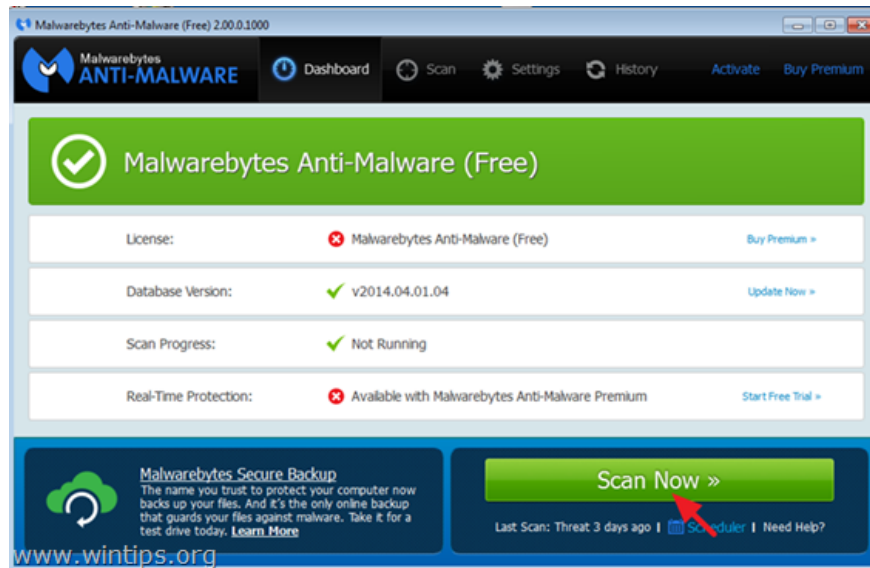 Malwarebytes Anti-Malware (Free) 2.00.0.1000
Malwarebytes
ANTI-MALWARE
Dashboard
Scan
Settings
History
Activate
Buy Premium
Malwarebytes Anti-Malware (Free)
License:
Malwarebytes Anti-Malware (Free)
Buy Premium »
Database Version:
v2014.04.01.04
Update Now »
Scan Progress:
Not Running
Real-Time Protection:
Available with Malwarebytes Anti-Malware Premium
Start Free Trial »
Malwarebytes Secure Backup
The name you trust to protect your computer now
backs up your files. And it's the only online backup
that guards your files against malware. Take it for a
test drive today. Learn More
Scan Now »
Last Scan: Threat 3 days ago | Scheduler | Need Help?
www.wintips.org